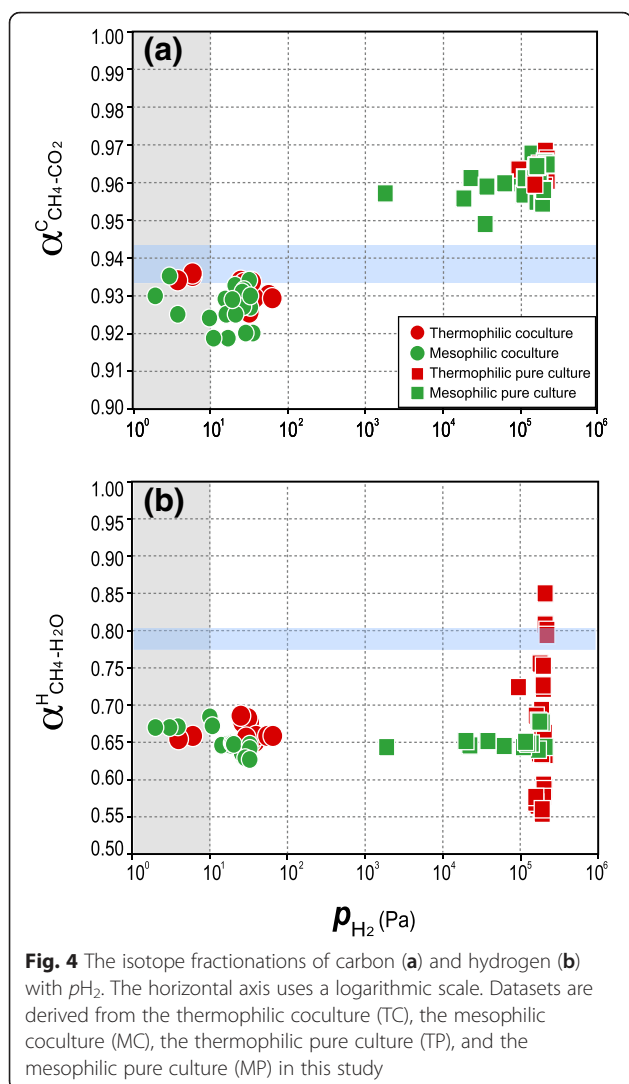 (a)
1.00
0.99
0.98
0.97
0.96
0.95
0.94
0.93
0.92
0.91
0.90
α^C CH4-CO2
10^0 10^1 10^2 10^3 10^4 10^5 10^6
Thermophilic coculture
Mesophilic coculture
Thermophilic pure culture
Mesophilic pure culture
(b)
1.00
0.95
0.90
0.85
0.80
0.75
0.70
0.65
0.60
0.55
0.50
α^H CH4-H2O
10^0 10^1 10^2 10^3 10^4 10^5 10^6
pH2 (Pa)
Fig. 4 The isotope fractionations of carbon (a) and hydrogen (b)
with pH2. The horizontal axis uses a logarithmic scale. Datasets are
derived from the thermophilic coculture (TC), the mesophilic
coculture (MC), the thermophilic pure culture (TP), and the
mesophilic pure culture (MP) in this study